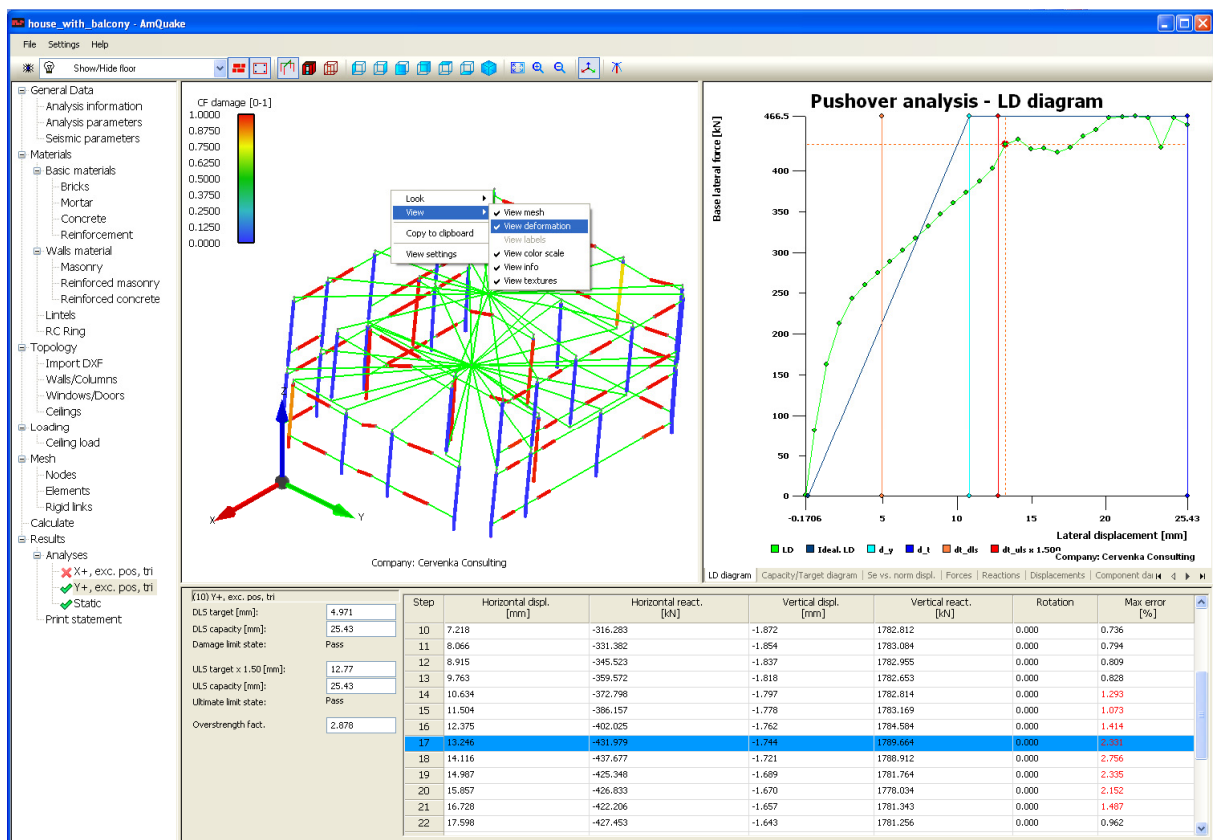 house_with_balcony - AmQuake
File Settings Help
Show/Hide floor
General Data
Analysis information
Analysis parameters
Seismic parameters
Materials
Basic materials
Bricks
Mortar
Concrete
Reinforcement
Walls material
Masonry
Reinforced masonry
Reinforced concrete
Lintels
RC Ring
Topology
Import DXF
Walls/Columns
Windows/Doors
Ceilings
Loading
Ceiling load
Mesh
Nodes
Elements
Rigid links
Calculate
Results
Analyses
X+, exc. pos, tri
Y+, exc. pos, tri
Static
Print statement
CF damage [0-1]
1.0000
0.8750
0.7500
0.6250
0.5000
0.3750
0.2500
0.1250
0.0000
Look
View
Copy to clipboard
View settings
View mesh
View deformation
View labels
View color scale
View info
View textures
Z
X
Y
Company: Cervenka Consulting
Pushover analysis - LD diagram
Base lateral force [kN]
466.5
400
350
300
250
200
150
100
50
0
-0.1706 5 10 15 20 25.43
Lateral displacement [mm]
LD Ideal. LD d_y d_t dt_dls dt_uls x 1.500
Company: Cervenka Consulting
LD diagram Capacity/Target diagram Se vs. norm displ. Forces Reactions Displacements Component da
(10) Y+, exc. pos, tri
DLS target [mm]: 4.971
DLS capacity [mm]: 25.43
Damage limit state: Pass
ULS target x 1.50 [mm]: 12.77
ULS capacity [mm]: 25.43
Ultimate limit state: Pass
Overstrength fact. 2.878
Step Horizontal displ. [mm] Horizontal react. [kN] Vertical displ. [mm] Vertical react. [kN] Rotation Max error [%]
10 7.218 -316.283 -1.872 1782.812 0.000 0.736
11 8.066 -331.382 -1.854 1783.084 0.000 0.794
12 8.915 -345.523 -1.837 1782.955 0.000 0.809
13 9.763 -359.572 -1.818 1782.653 0.000 0.828
14 10.634 -372.798 -1.797 1782.814 0.000 1.293
15 11.504 -386.157 -1.778 1783.169 0.000 1.073
16 12.375 -402.025 -1.762 1784.584 0.000 1.414
17 13.246 -431.979 -1.744 1789.664 0.000 2.331
18 14.116 -437.677 -1.721 1788.912 0.000 2.756
19 14.987 -425.348 -1.689 1781.764 0.000 2.335
20 15.857 -426.833 -1.670 1778.034 0.000 2.152
21 16.728 -422.206 -1.657 1781.343 0.000 1.487
22 17.598 -427.453 -1.643 1781.256 0.000 0.962